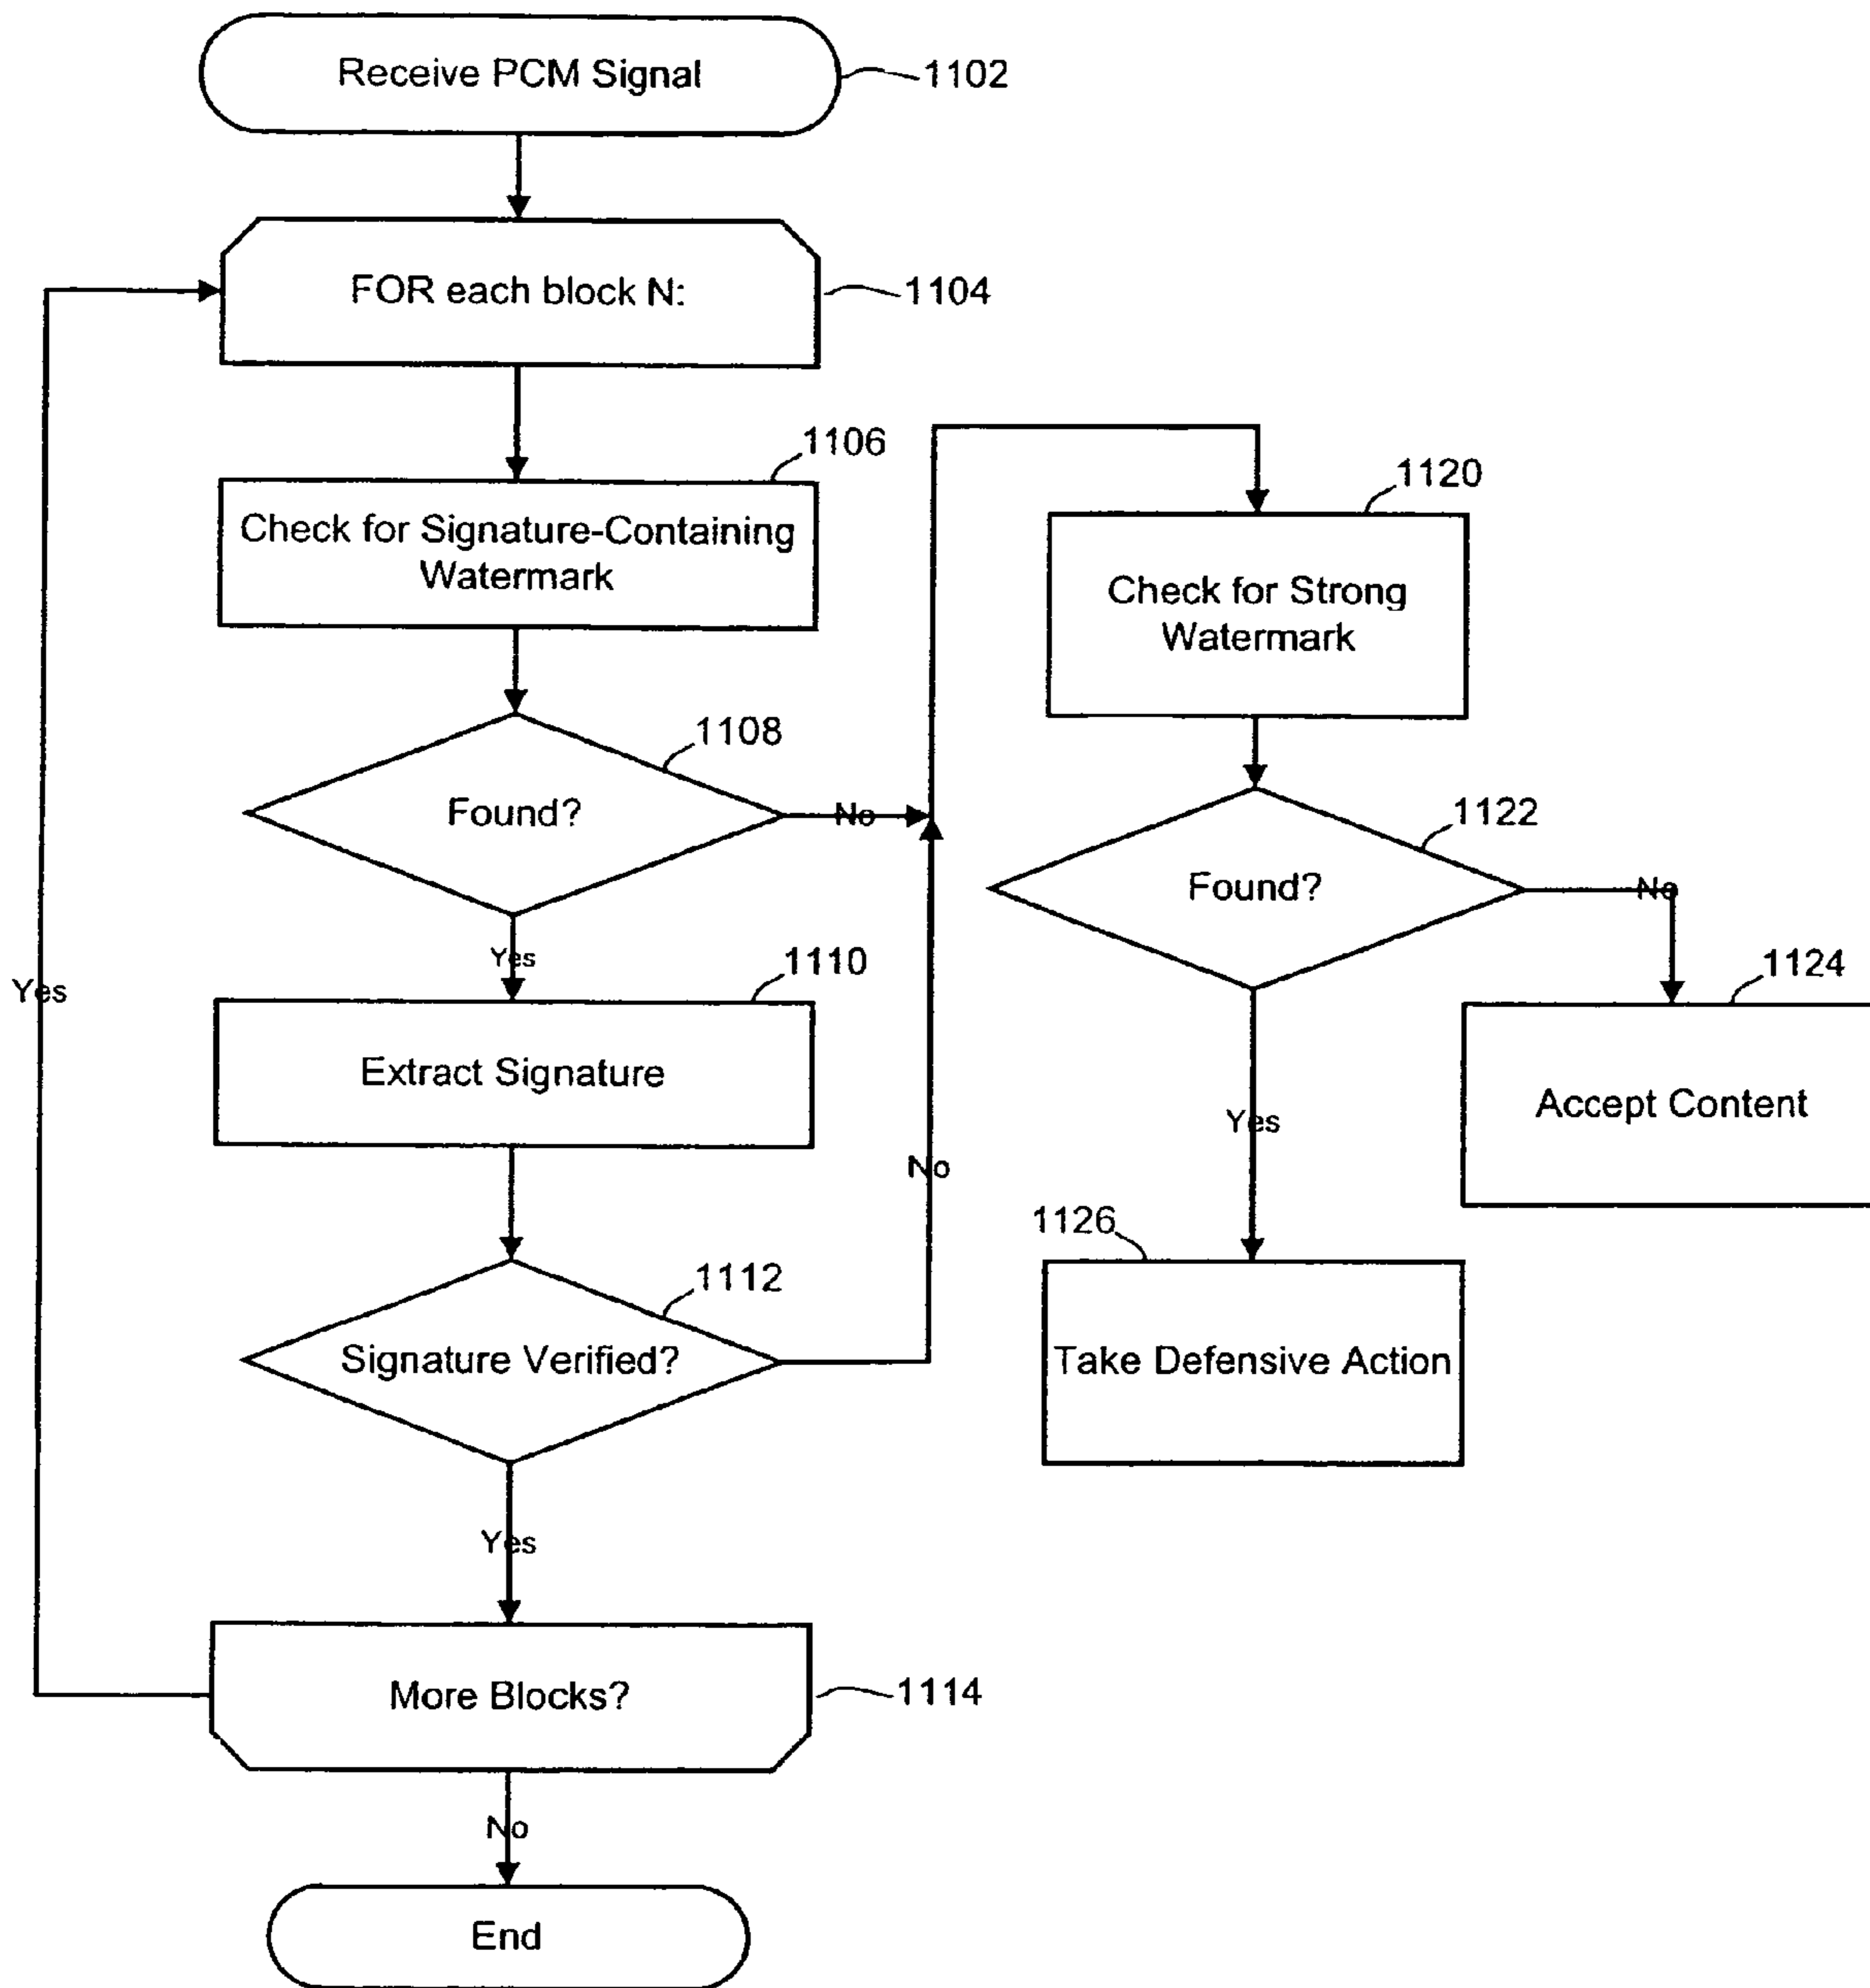 Receive PCM Signal
1102
FOR each block N:
1104
1106
Check for Signature-Containing
Watermark
1108
Found?
No
Yes
1110
Extract Signature
1112
Signature Verified?
No
Yes
More Blocks?
1114
Yes
No
End
1120
Check for Strong
Watermark
1122
Found?
No
1124
Accept Content
Yes
1126
Take Defensive Action